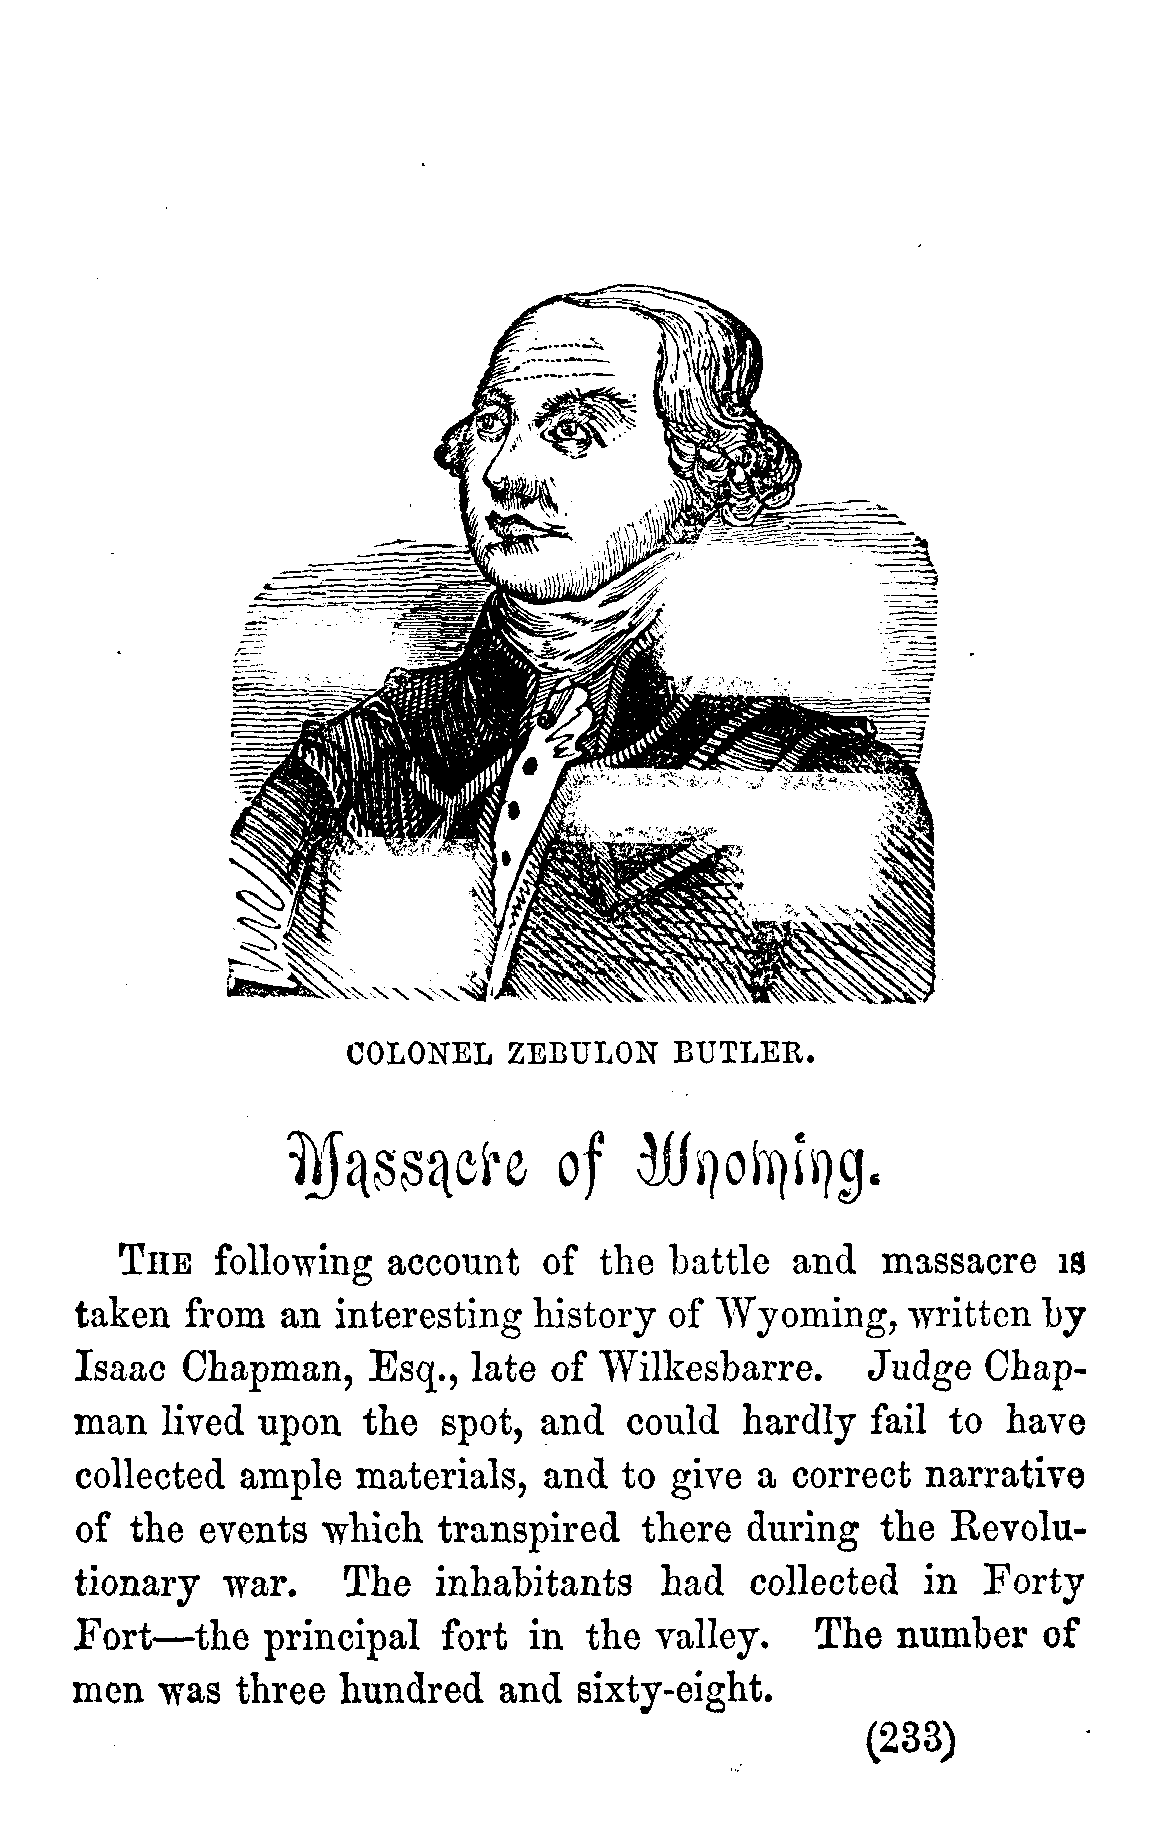 COLONEL ZEBULON BUTLER.
Massacre of Wyoming.
THE following account of the battle and massacre is
taken from an interesting history of Wyoming, written by
Isaac Chapman, Esq., late of Wilkesbarre. Judge Chap-
man lived upon the spot, and could hardly fail to have
collected ample materials, and to give a correct narrative
of the events which transpired there during the Revolu-
tionary war. The inhabitants had collected in Forty
Fort—the principal fort in the valley. The number of
men was three hundred and sixty-eight.
(233)